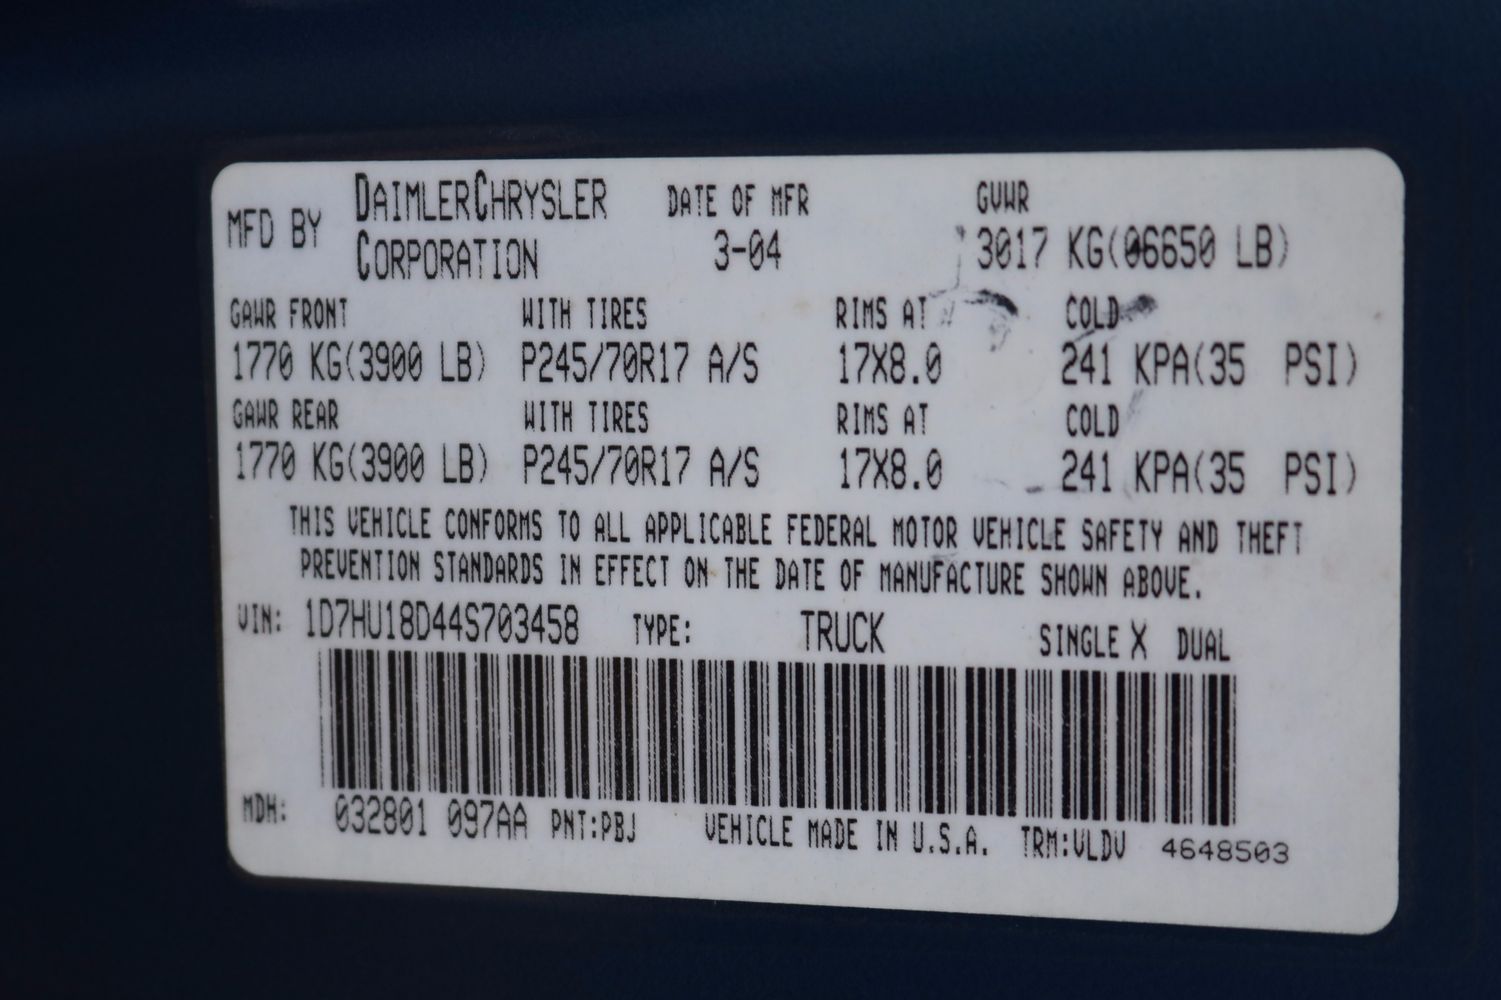 MFD BY DAIMLERCHRYSLER CORPORATION DATE OF MFR 3-04 GVWR 3017 KG(06650 LB)
GAWR FRONT WITH TIRES RIMS AT COLD
1770 KG(3900 LB) P245/70R17 A/S 17X8.0 241 KPA(35 PSI)
GAWR REAR WITH TIRES RIMS AT COLD
1770 KG(3900 LB) P245/70R17 A/S 17X8.0 241 KPA(35 PSI)
THIS VEHICLE CONFORMS TO ALL APPLICABLE FEDERAL MOTOR VEHICLE SAFETY AND THEFT
PREVENTION STANDARDS IN EFFECT ON THE DATE OF MANUFACTURE SHOWN ABOVE.
VIN: 1D7HU18D44S703458 TYPE: TRUCK SINGLE X DUAL
MDH: 032801 097AA PNT:PBJ VEHICLE MADE IN U.S.A. TRM:VLDV 4648503